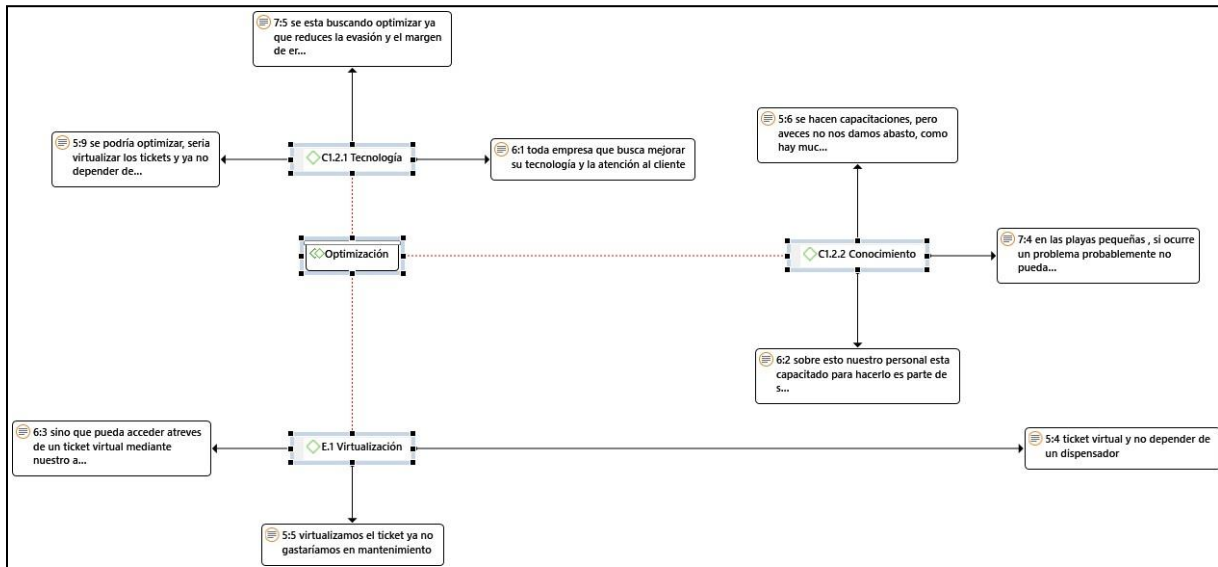 7:5 se esta buscando optimizar ya
que reduces la evasión y el margen
de er...
5:9 se podría optimizar, seria
virtualizar los tickets y ya no
depender de...
C1.2.1 Tecnología
6:1 toda empresa que busca mejorar
su tecnología y la atención al cliente
5:6 se hacen capacitaciones, pero
aveces no nos damos abasto, como
hay muc...
Optimización
C1.2.2 Conocimiento
7:4 en las playas pequeñas , si ocurre
un problema probablemente no
pueda...
6:2 sobre esto nuestro personal esta
capacitado para hacerlo es parte de
s...
6:3 sino que pueda acceder atreves
de un ticket virtual mediante
nuestro a...
E.1 Virtualización
5:4 ticket virtual y no depender de
un dispensador
5:5 virtualizamos el ticket ya no
gastaríamos en mantenimiento